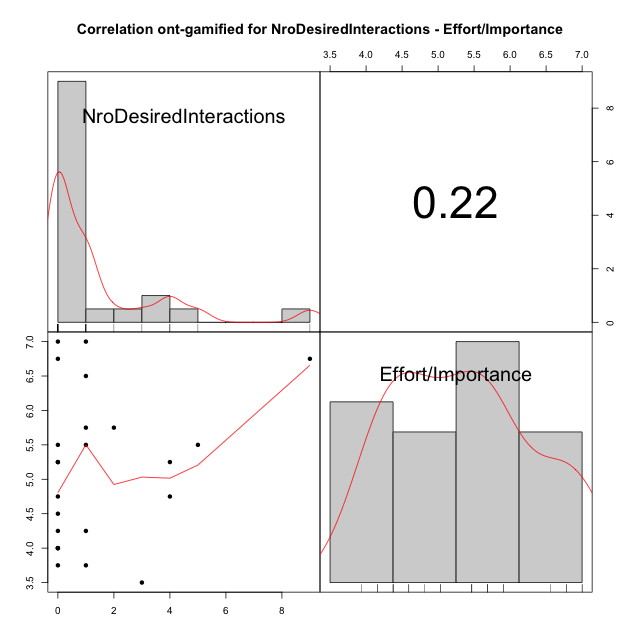 Correlation ont-gamified for NroDesiredInteractions - Effort/Importance
3.5 4.0 4.5 5.0 5.5 6.0 6.5 7.0
NroDesiredInteractions
0.22
8
6
4
2
0
7.0
6.5
6.0
5.5
5.0
4.5
4.0
3.5
Effort/Importance
0 2 4 6 8